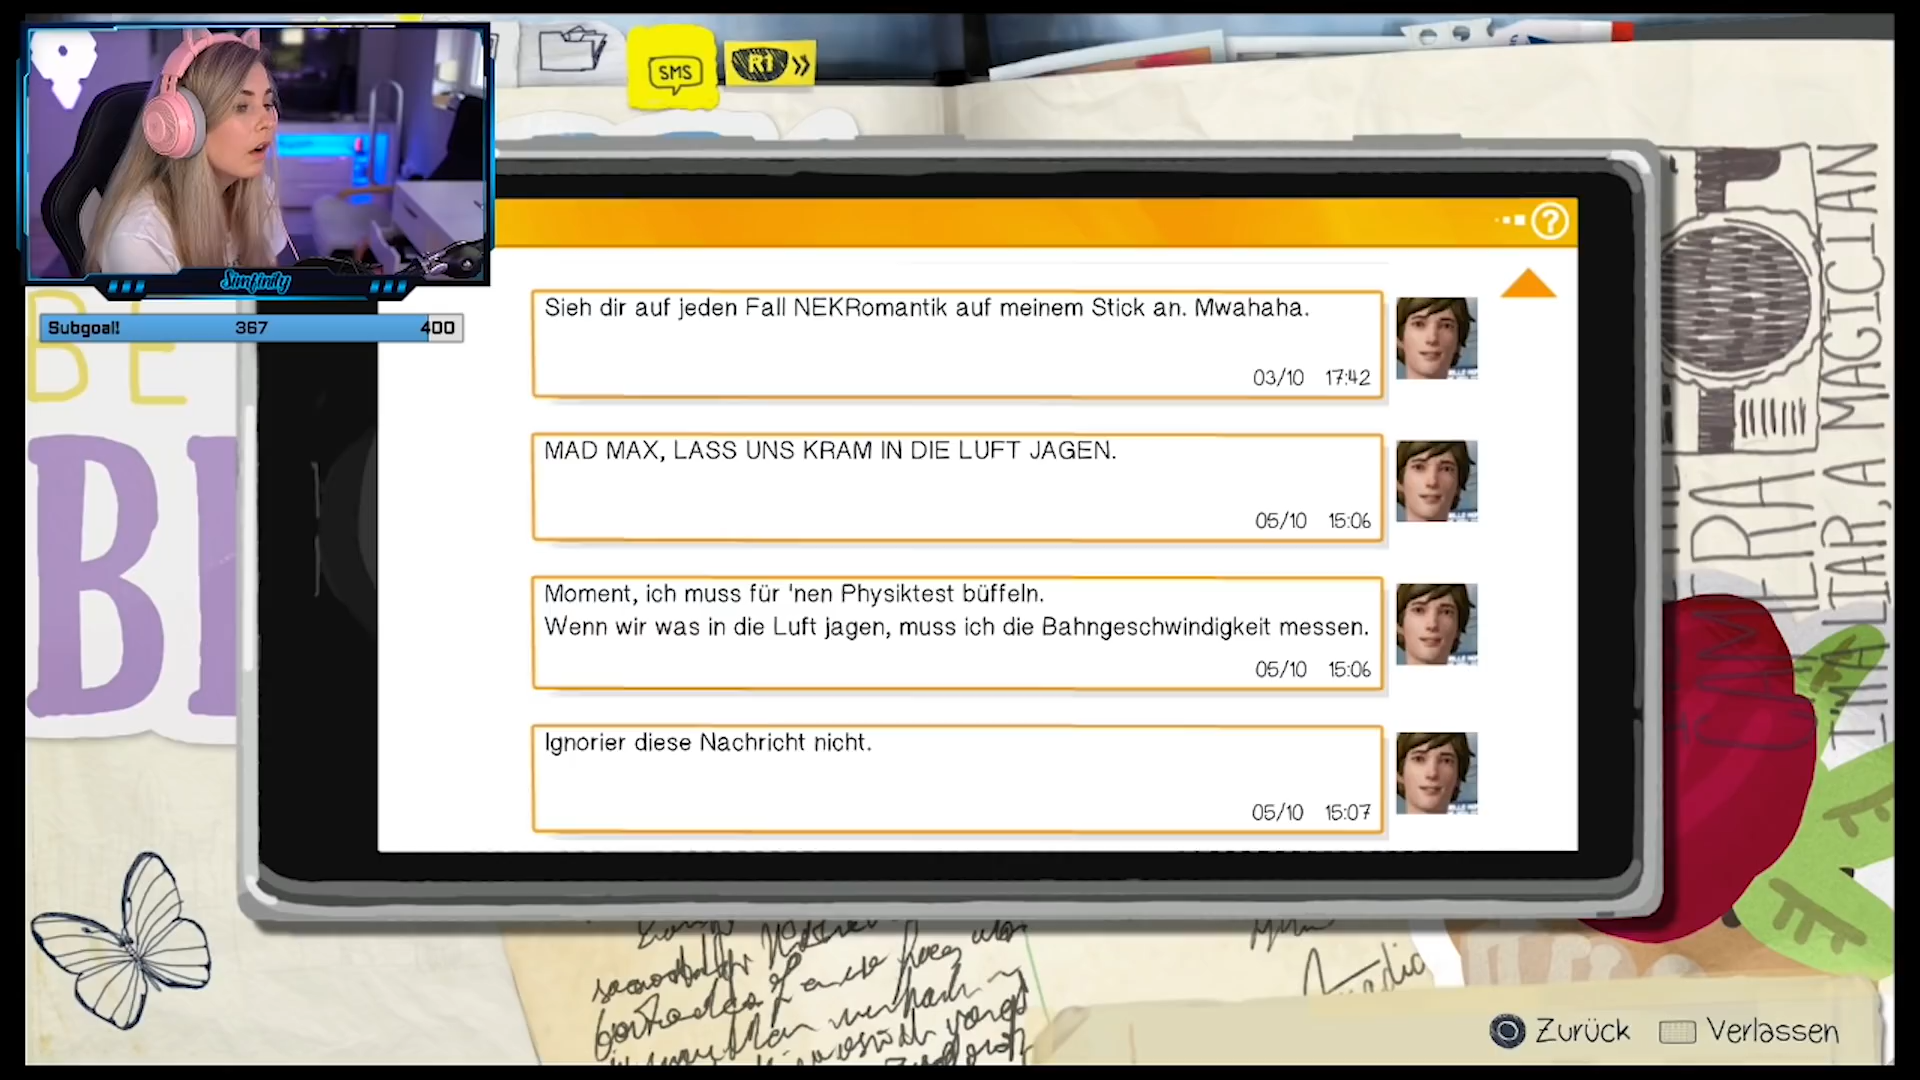 SMS
R1
Simfinity
Subgoal! 367 400
?
Sieh dir auf jeden Fall NEKRomantik auf meinem Stick an. Mwahaha.
03/10 17:42
MAD MAX, LASS UNS KRAM IN DIE LUFT JAGEN.
05/10 15:06
Moment, ich muss für 'nen Physiktest büffeln.
Wenn wir was in die Luft jagen, muss ich die Bahngeschwindigkeit messen.
05/10 15:06
Ignorier diese Nachricht nicht.
05/10 15:07
BE
I'M A LIAR, A MAGICIAN
CAMERA
Zurück Verlassen